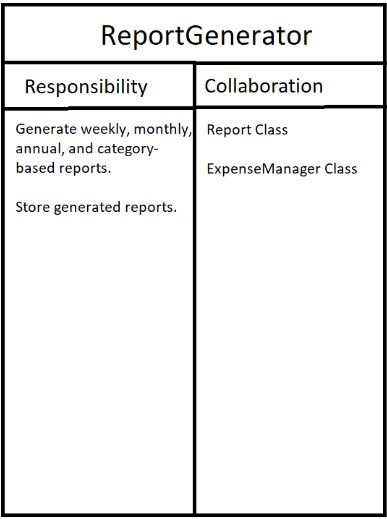 ReportGenerator
Responsibility
Collaboration
Generate weekly, monthly,
annual, and category-
based reports.
Store generated reports.
Report Class
ExpenseManager Class